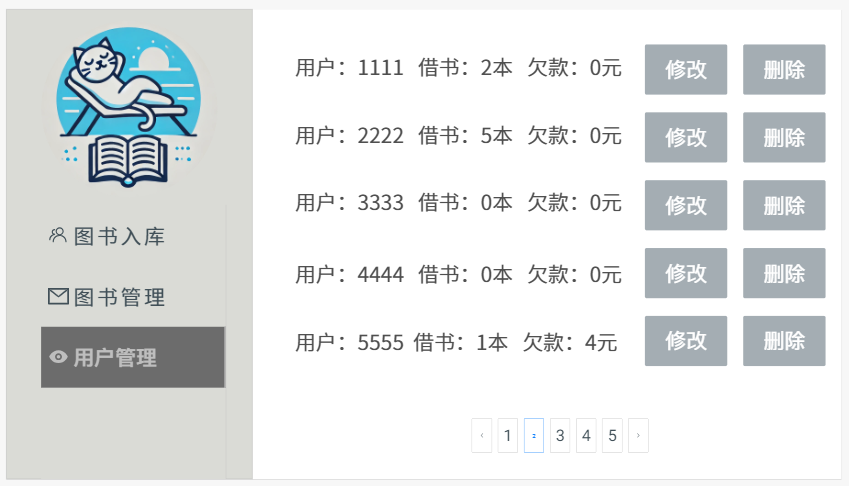 图书入库
图书管理
用户管理
用户：1111 借书：2本 欠款：0元 修改 删除
用户：2222 借书：5本 欠款：0元 修改 删除
用户：3333 借书：0本 欠款：0元 修改 删除
用户：4444 借书：0本 欠款：0元 修改 删除
用户：5555 借书：1本 欠款：4元 修改 删除
‹ 1 3 4 5 ›